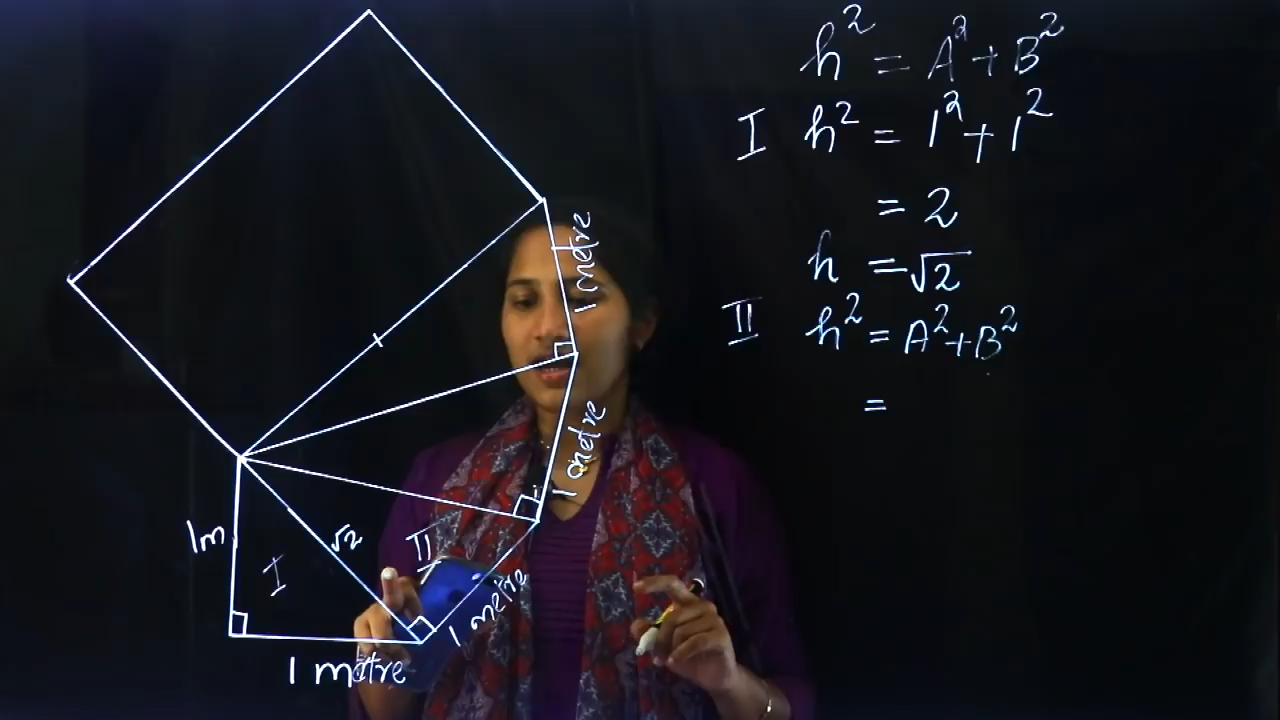 h² = A² + B²
I h² = 1² + 1²
= 2
h = √2
II h² = A² + B²
=
1 metre
1 metre
1m
√2
I
II
1 metre
1 metre